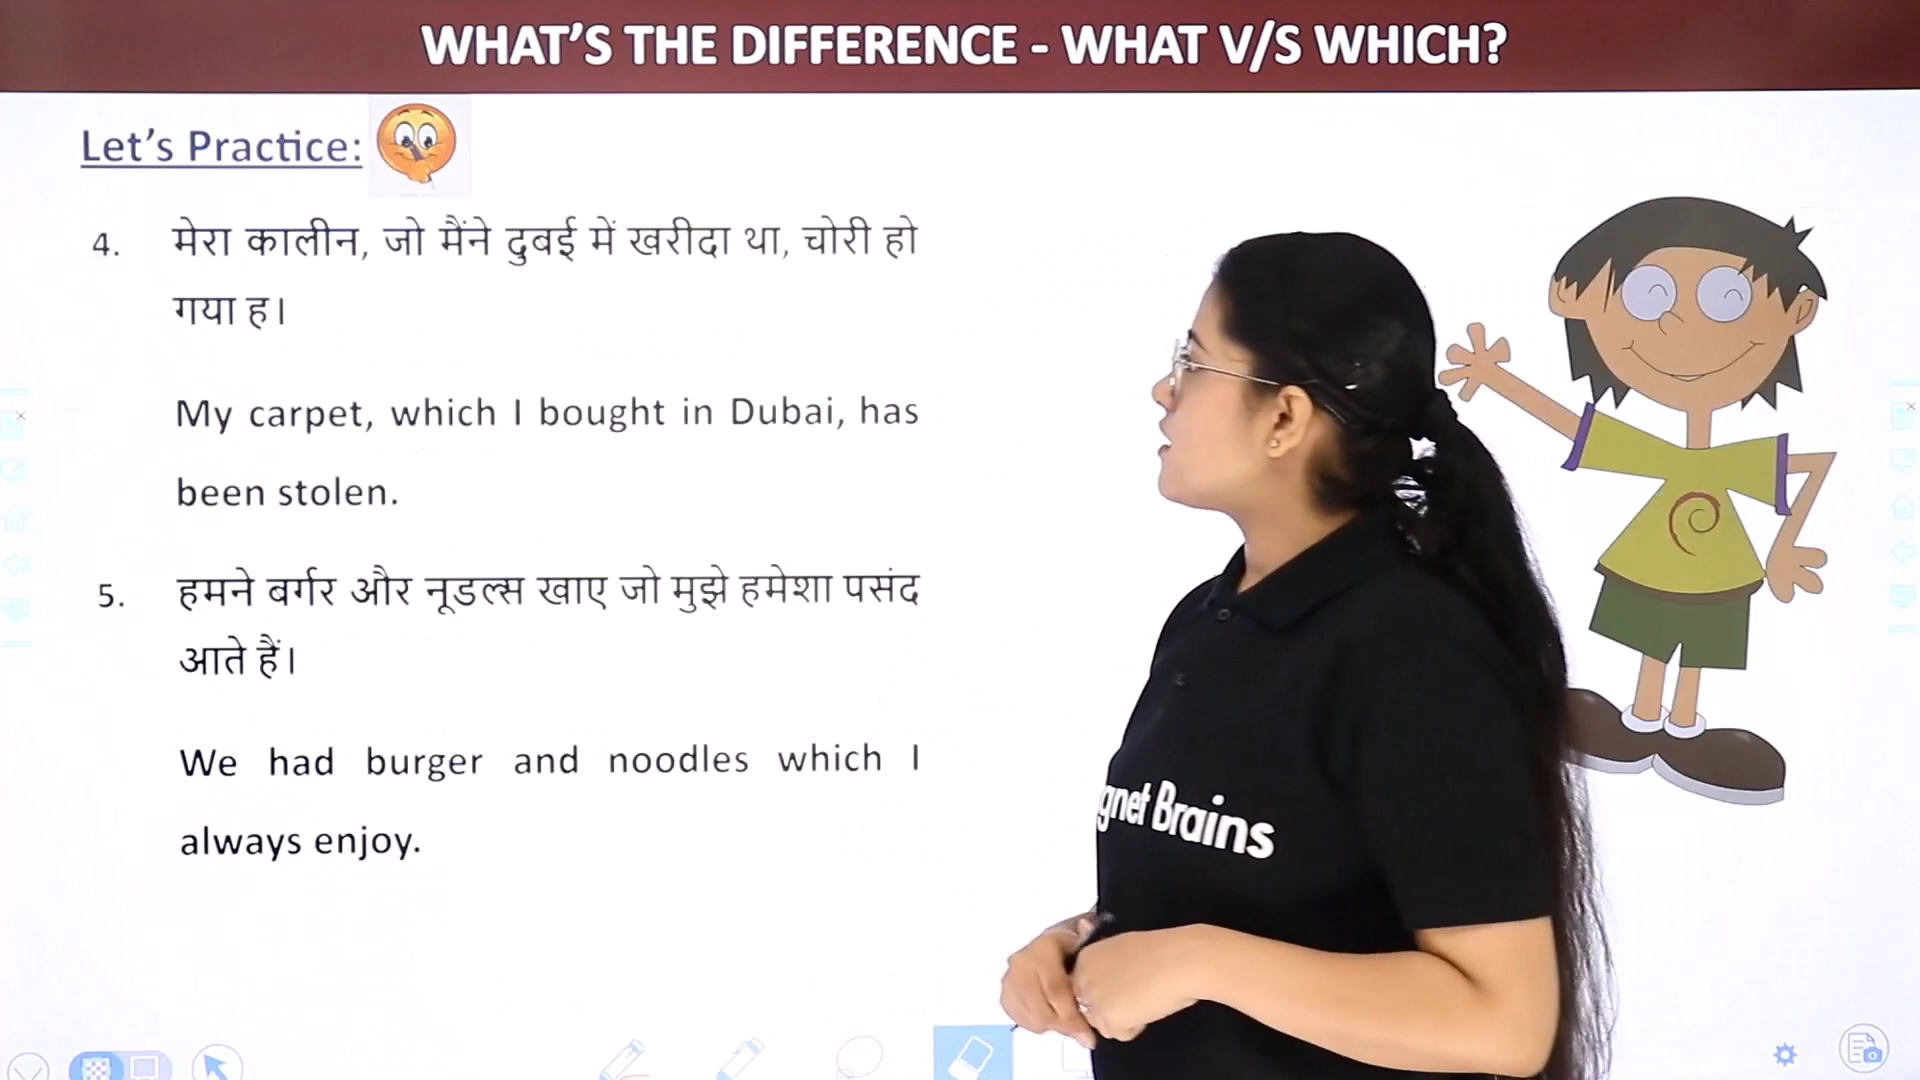 WHAT'S THE DIFFERENCE - WHAT V/S WHICH?
Let's Practice:
4. मेरा कालीन, जो मैंने दुबई में खरीदा था, चोरी हो
गया ह।
My carpet, which I bought in Dubai, has
been stolen.
5. हमने बर्गर और नूडल्स खाए जो मुझे हमेशा पसंद
आते हैं।
We had burger and noodles which I
always enjoy.
gnet Brains